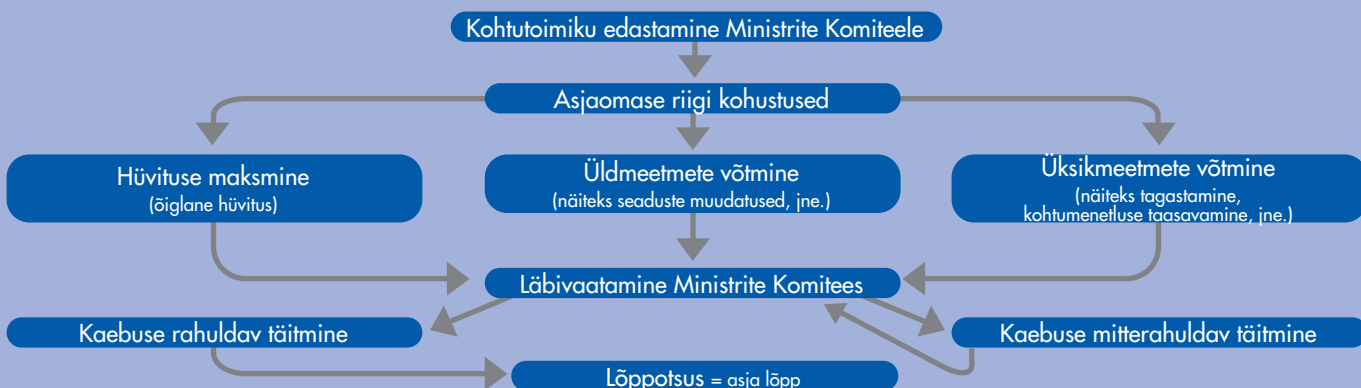 Kohtutoimiku edastamine Ministrite Komiteele
Asjaomase riigi kohustused
Hüvituse maksmine
(õiglane hüvitus)
Üldmeetmete võtmine
(näiteks seaduste muudatused, jne.)
Üksikmeetmete võtmine
(näiteks tagastamine,
kohtumenetluse taasavamine, jne.)
Läbivaatamine Ministrite Komitees
Kaebuse rahuldav täitmine
Kaebuse mitterahuldav täitmine
Lõppotsus = asja lõpp